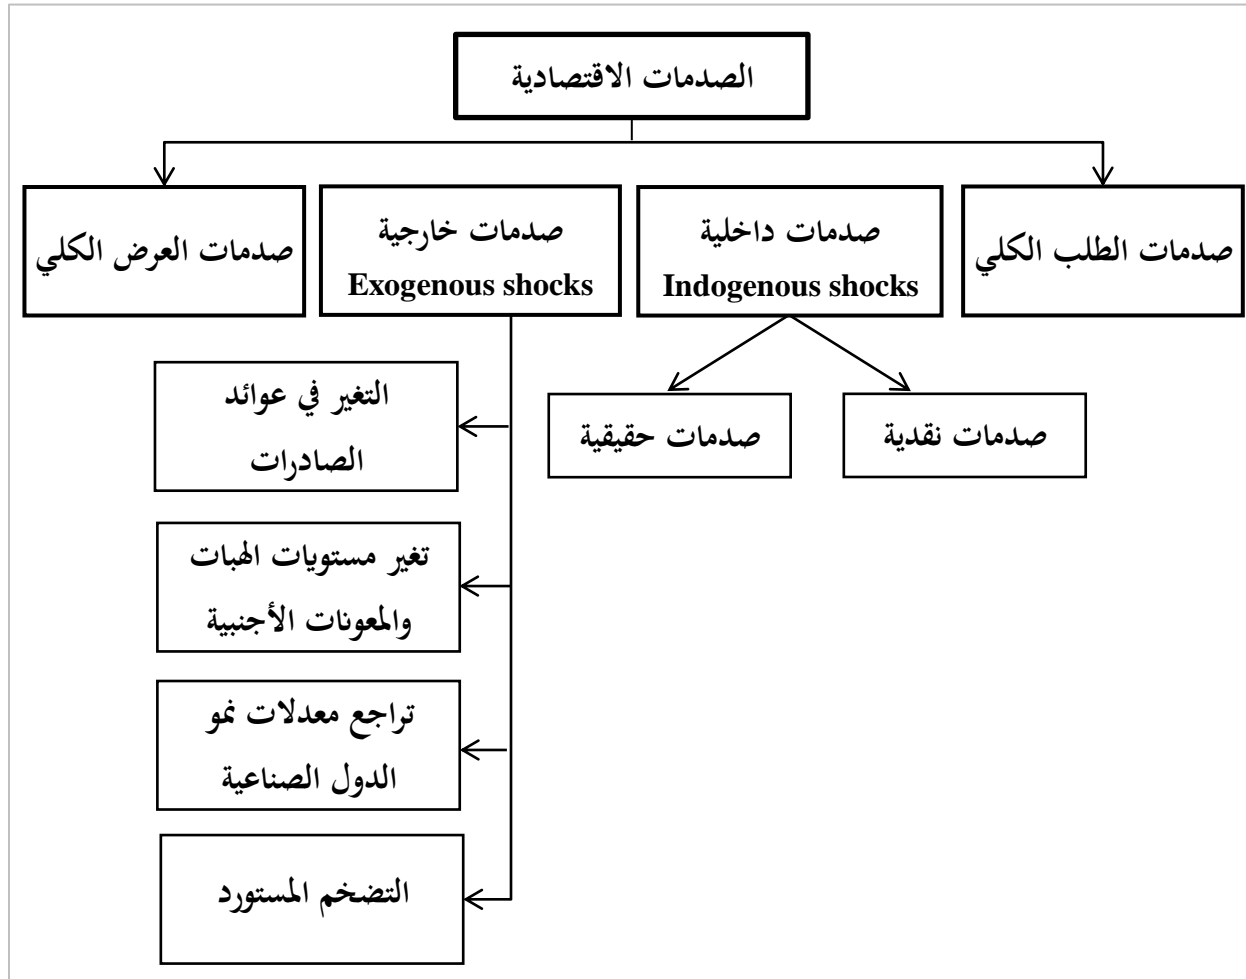 الصدمات الاقتصادية
صدمات الطلب الكلي
صدمات داخلية
Indogenous shocks
صدمات خارجية
Exogenous shocks
صدمات العرض الكلي
صدمات نقدية
صدمات حقيقية
التغير في عوائد
الصادرات
تغير مستويات الهبات
والمعونات الأجنبية
تراجع معدلات نمو
الدول الصناعية
التضخم المستورد